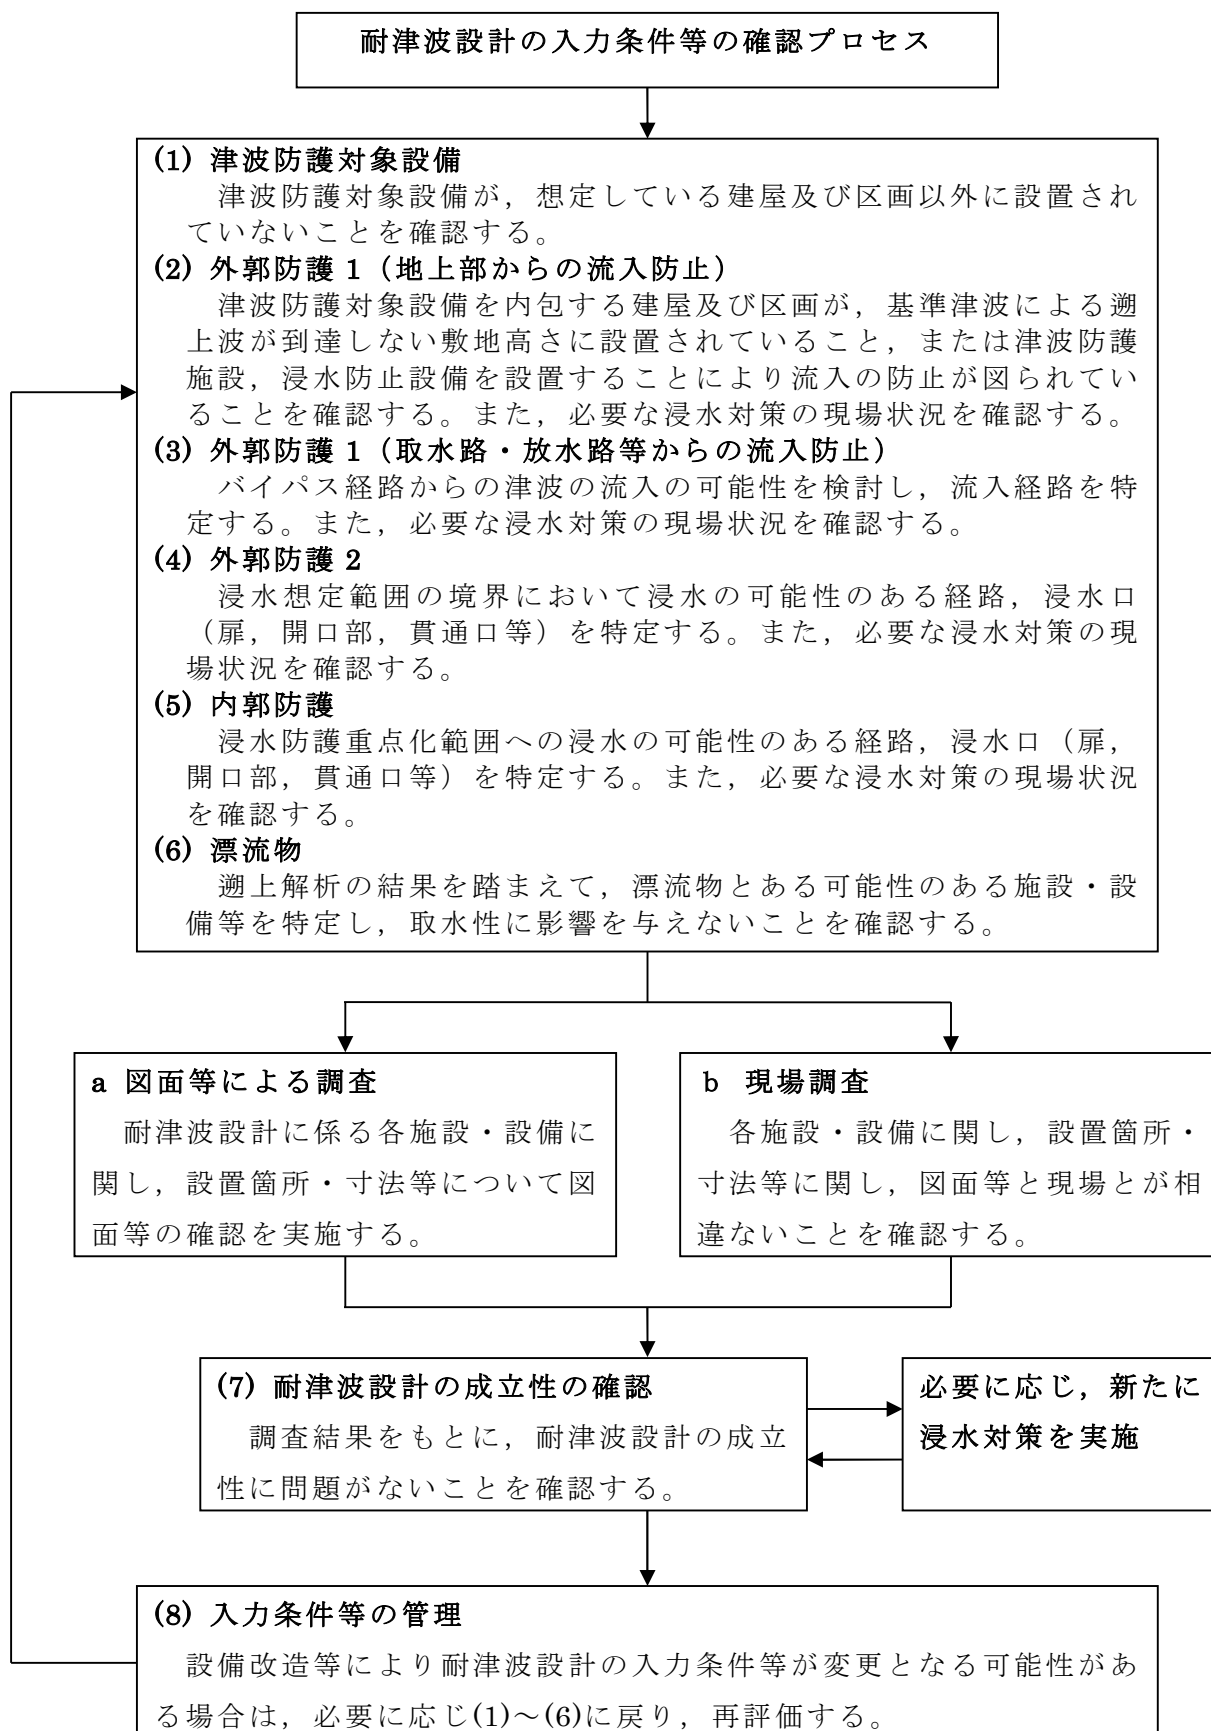 耐津波設計の入力条件等の確認プロセス
(1) 津波防護対象設備
津波防護対象設備が，想定している建屋及び区画以外に設置され
ていないことを確認する。
(2) 外郭防護 1（地上部からの流入防止）
津波防護対象設備を内包する建屋及び区画が，基準津波による遡
上波が到達しない敷地高さに設置されていること，または津波防護
施設，浸水防止設備を設置することにより流入の防止が図られてい
ることを確認する。また，必要な浸水対策の現場状況を確認する。
(3) 外郭防護 1（取水路・放水路等からの流入防止）
バイパス経路からの津波の流入の可能性を検討し，流入経路を特
定する。また，必要な浸水対策の現場状況を確認する。
(4) 外郭防護 2
浸水想定範囲の境界において浸水の可能性のある経路，浸水口
（扉，開口部，貫通口等）を特定する。また，必要な浸水対策の現
場状況を確認する。
(5) 内郭防護
浸水防護重点化範囲への浸水の可能性のある経路，浸水口（扉，
開口部，貫通口等）を特定する。また，必要な浸水対策の現場状況
を確認する。
(6) 漂流物
遡上解析の結果を踏まえて，漂流物とある可能性のある施設・設
備等を特定し，取水性に影響を与えないことを確認する。
a 図面等による調査
耐津波設計に係る各施設・設備に
関し，設置箇所・寸法等について図
面等の確認を実施する。
b 現場調査
各施設・設備に関し，設置箇所・
寸法等に関し，図面等と現場とが相
違ないことを確認する。
(7) 耐津波設計の成立性の確認
調査結果をもとに，耐津波設計の成立
性に問題がないことを確認する。
必要に応じ，新たに
浸水対策を実施
(8) 入力条件等の管理
設備改造等により耐津波設計の入力条件等が変更となる可能性があ
る場合は，必要に応じ(1)～(6)に戻り，再評価する。